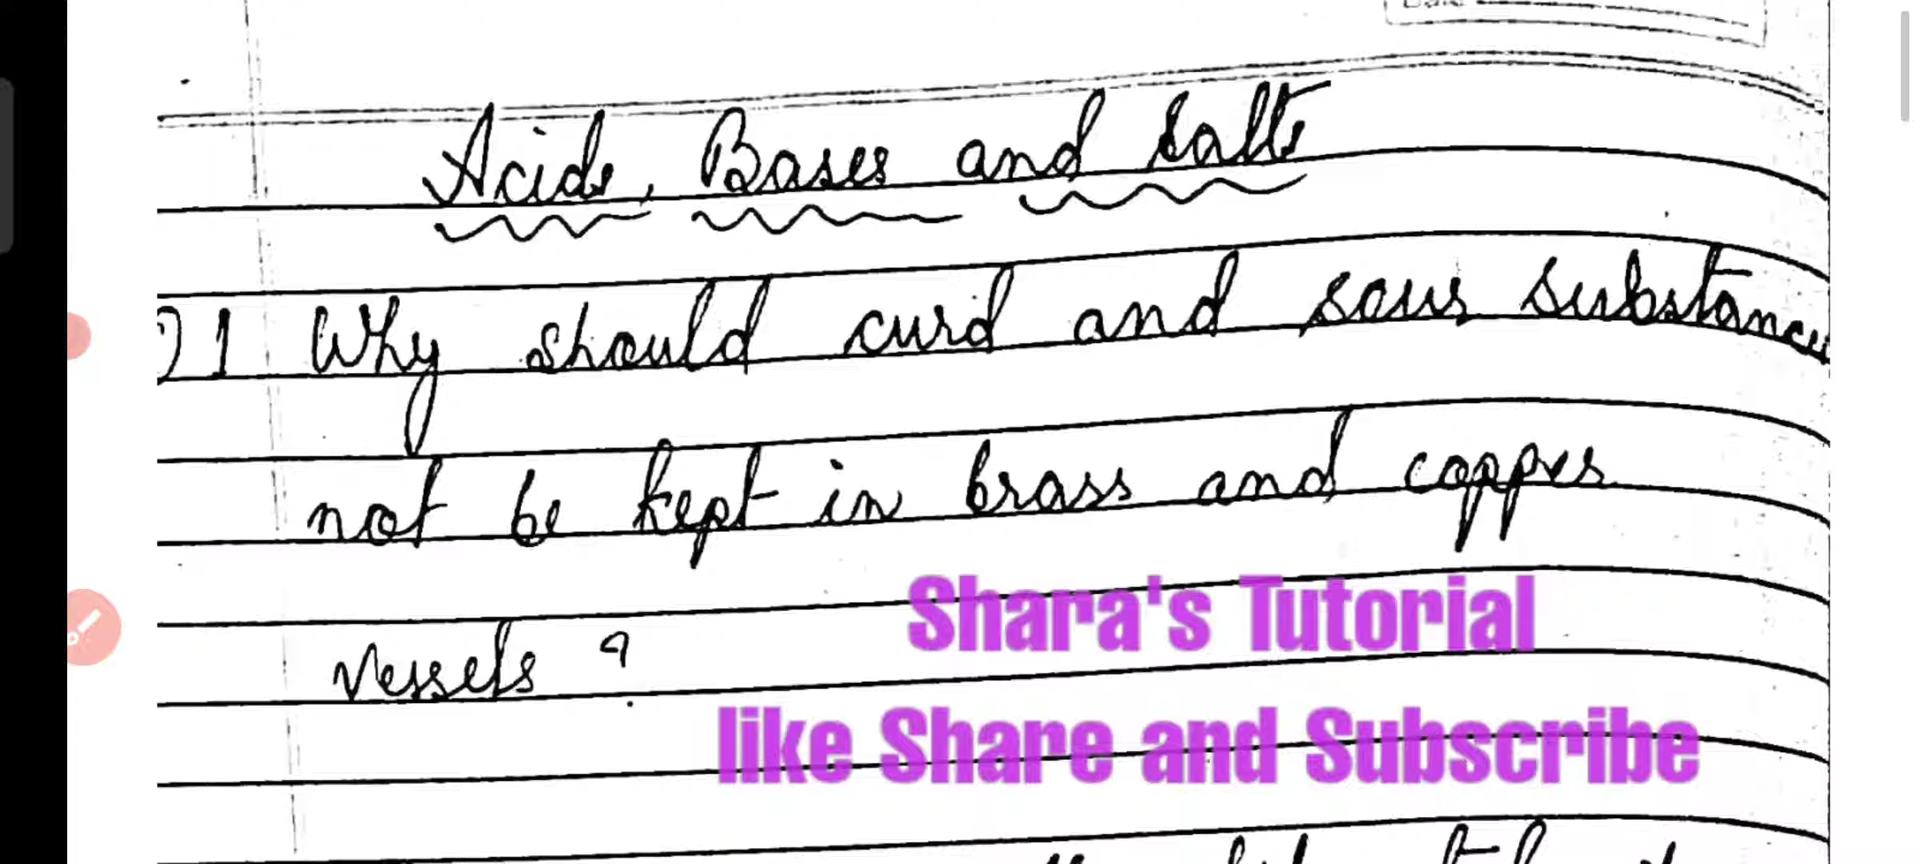 Acids, Bases and Salts
Q1 Why should curd and sour substances
not be kept in brass and copper
Vessels ?
Shara's Tutorial
like Share and Subscribe